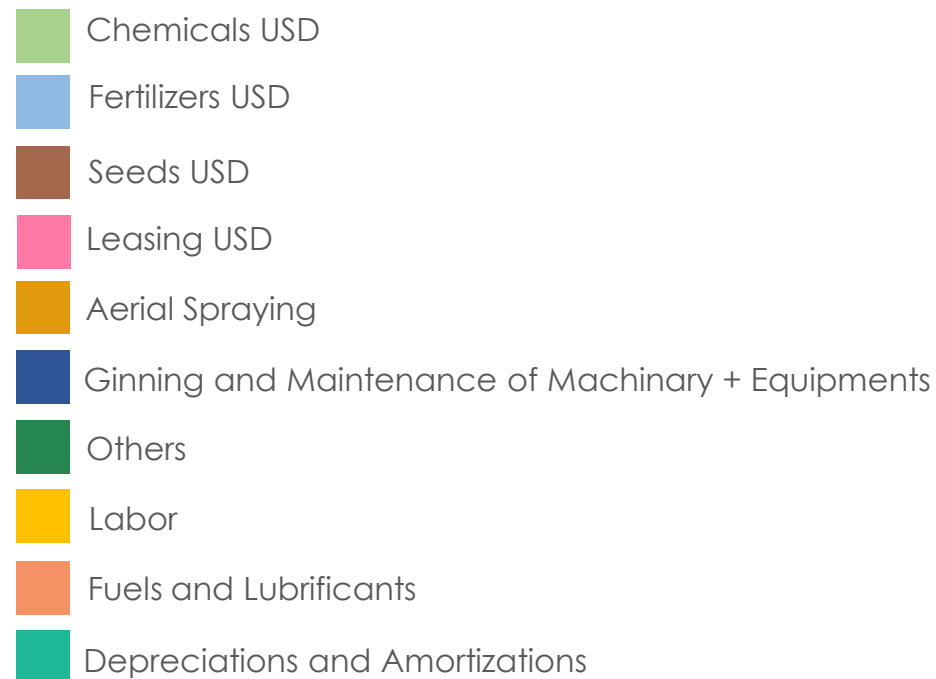 Chemicals USD
Fertilizers USD
Seeds USD
Leasing USD
Aerial Spraying
Ginning and Maintenance of Machinary + Equipments
Others
Labor
Fuels and Lubrificants
Depreciations and Amortizations